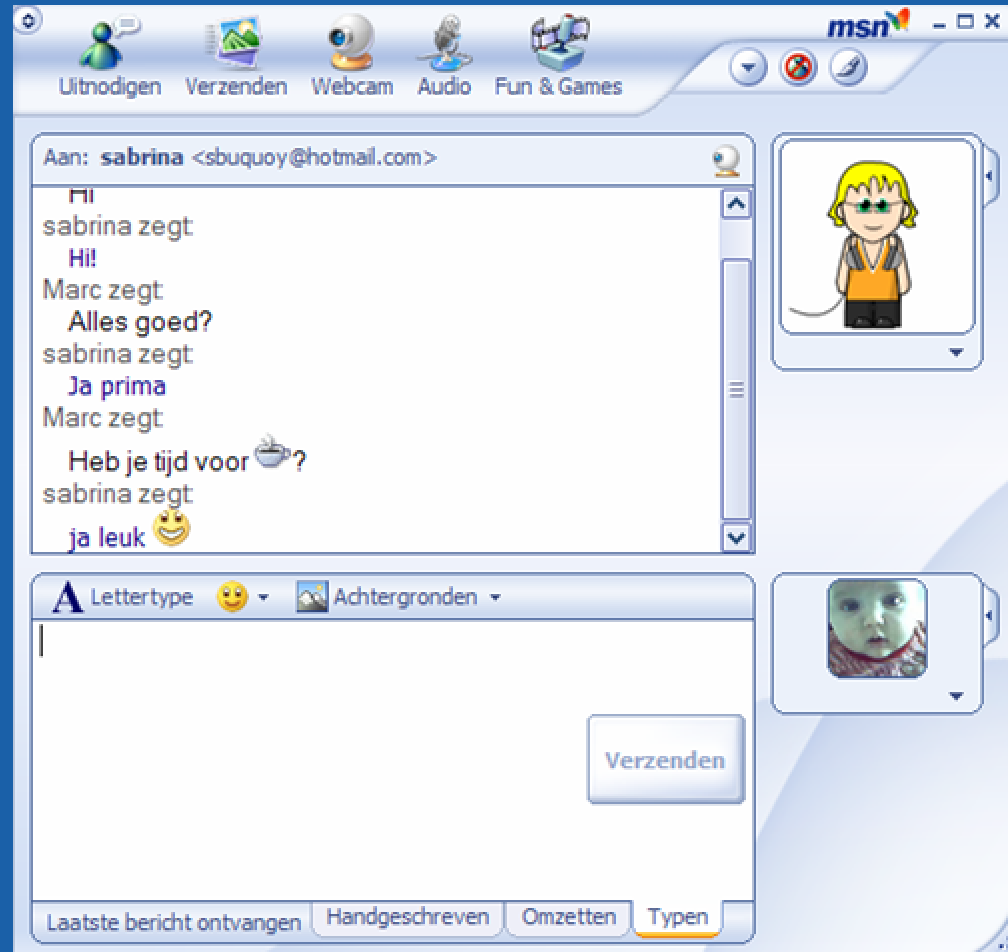 msn
Uitnodigen Verzenden Webcam Audio Fun & Games
Aan: sabrina <sbuquoy@hotmail.com>
Hi
sabrina zegt
Hi!
Marc zegt
Alles goed?
sabrina zegt
Ja prima
Marc zegt
Heb je tijd voor ?
sabrina zegt
ja leuk
A Lettertype Achtergronden
Verzenden
Laatste bericht ontvangen Handgeschreven Omzetten Typen